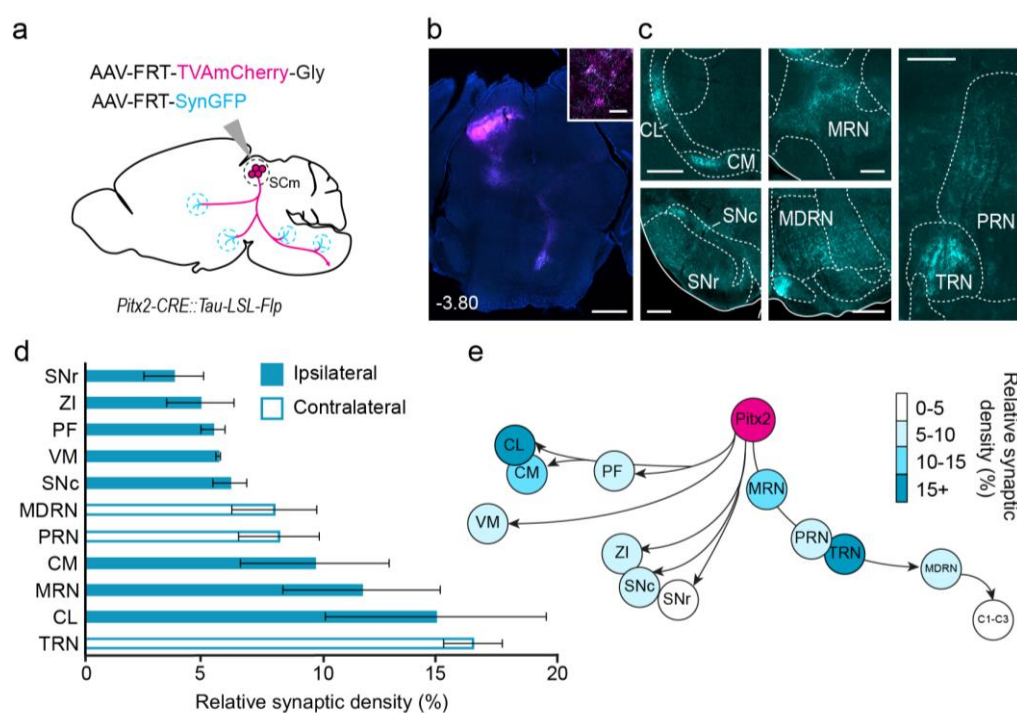 a
AAV-FRT-TVAmCherry-Gly
AAV-FRT-SynGFP
SCm
Pitx2-CRE::Tau-LSL-Flp
b
-3.80
c
CL
CM
MRN
SNc
SNr
MDRN
PRN
TRN
d
SNr
ZI
PF
VM
SNc
MDRN
PRN
CM
MRN
CL
TRN
Ipsilateral
Contralateral
0
5
10
15
20
Relative synaptic density (%)
e
Pitx2
CL
CM
PF
VM
ZI
SNc
SNr
MRN
PRN
TRN
MDRN
C1-C3
0-5
5-10
10-15
15+
Relative synaptic
density (%)